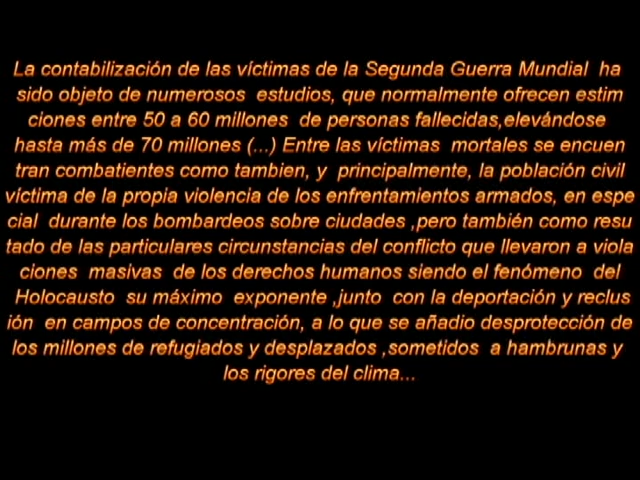 La contabilización de las víctimas de la Segunda Guerra Mundial ha
sido objeto de numerosos estudios, que normalmente ofrecen estim
ciones entre 50 a 60 millones de personas fallecidas,elevándose
hasta más de 70 millones (...) Entre las víctimas mortales se encuen
tran combatientes como tambien, y principalmente, la población civil
víctima de la propia violencia de los enfrentamientos armados, en espe
cial durante los bombardeos sobre ciudades ,pero también como resu
tado de las particulares circunstancias del conflicto que llevaron a viola
ciones masivas de los derechos humanos siendo el fenómeno del
Holocausto su máximo exponente ,junto con la deportación y reclus
ión en campos de concentración, a lo que se añadio desprotección de
los millones de refugiados y desplazados ,sometidos a hambrunas y
los rigores del clima...